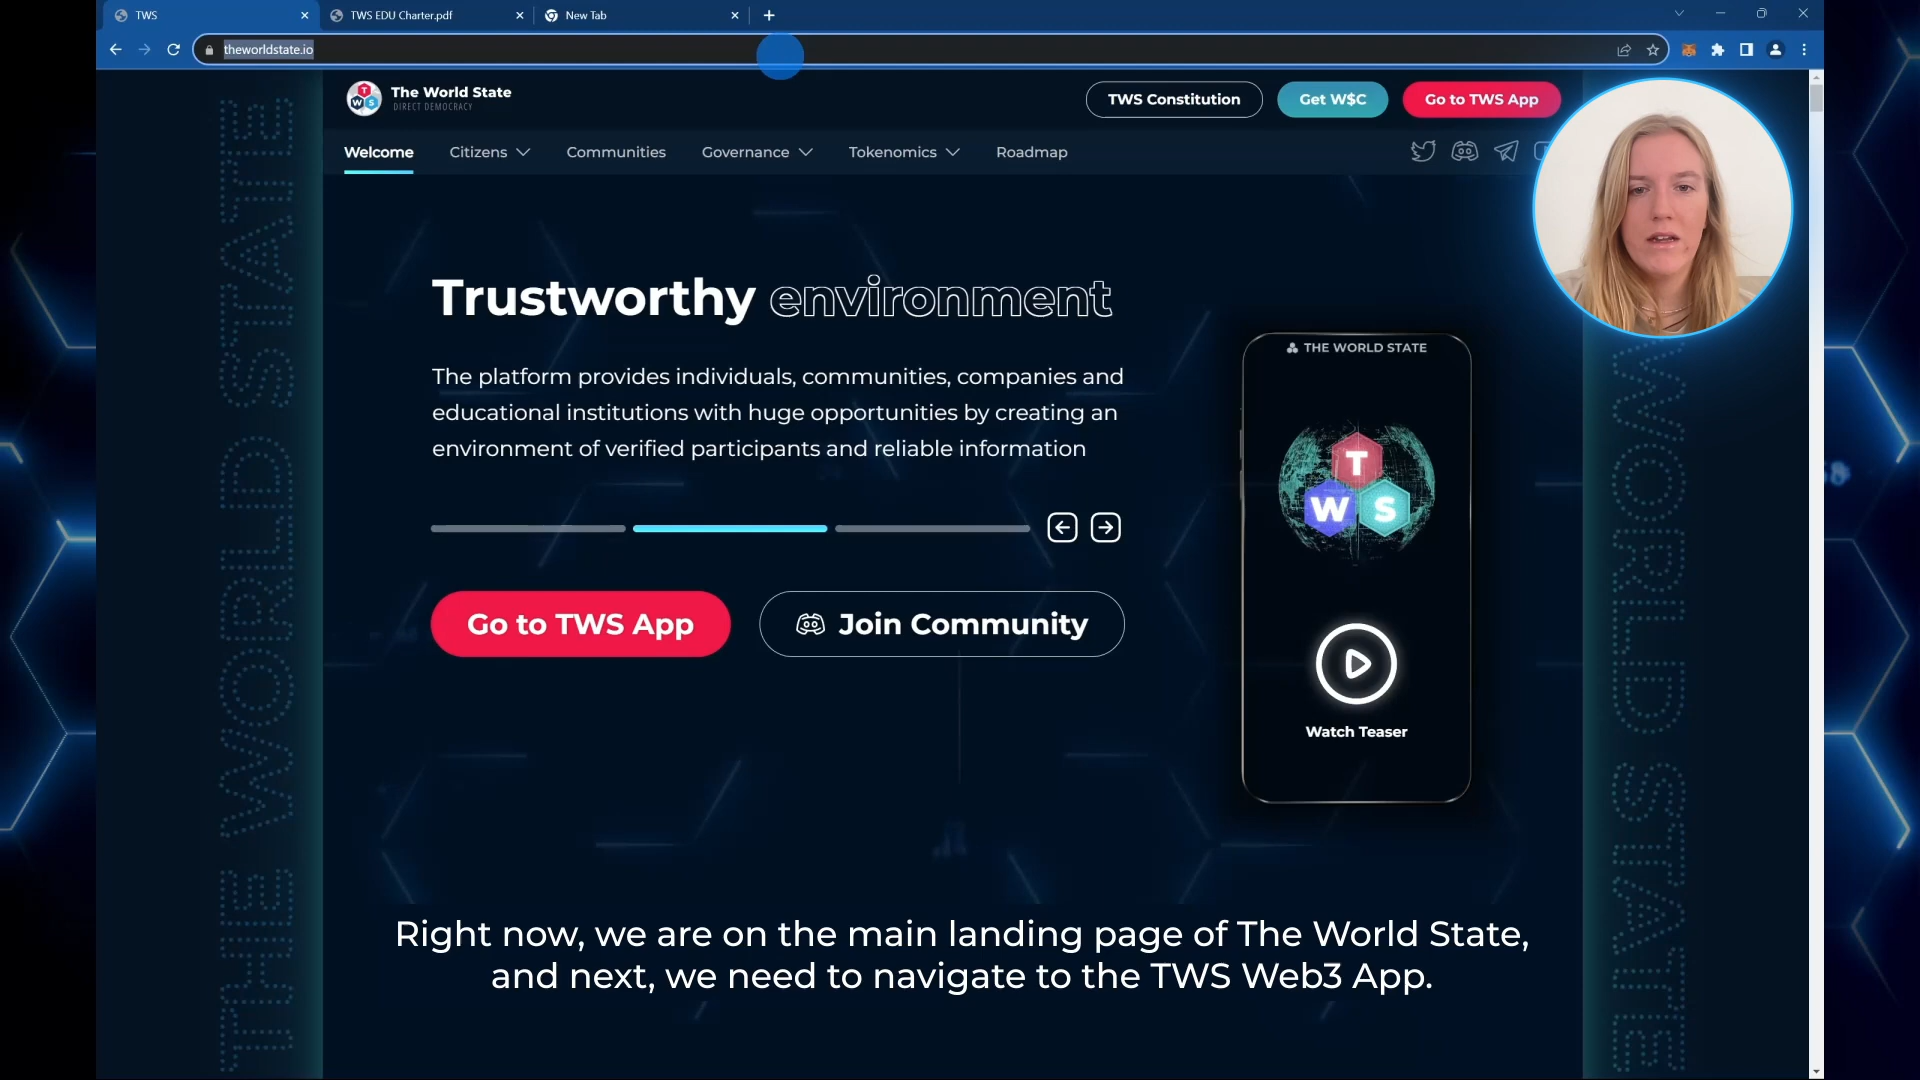 TWS
TWS EDU Charter.pdf
New Tab
theworldstate.io
The World State
DIRECT DEMOCRACY
TWS Constitution
Get W$C
Go to TWS App
Welcome
Citizens
Communities
Governance
Tokenomics
Roadmap
Trustworthy environment
The platform provides individuals, communities, companies and
educational institutions with huge opportunities by creating an
environment of verified participants and reliable information
Go to TWS App
Join Community
THE WORLD STATE
T
W S
Watch Teaser
THE WORLD STATE
WORLD STATE
Right now, we are on the main landing page of The World State,
and next, we need to navigate to the TWS Web3 App.